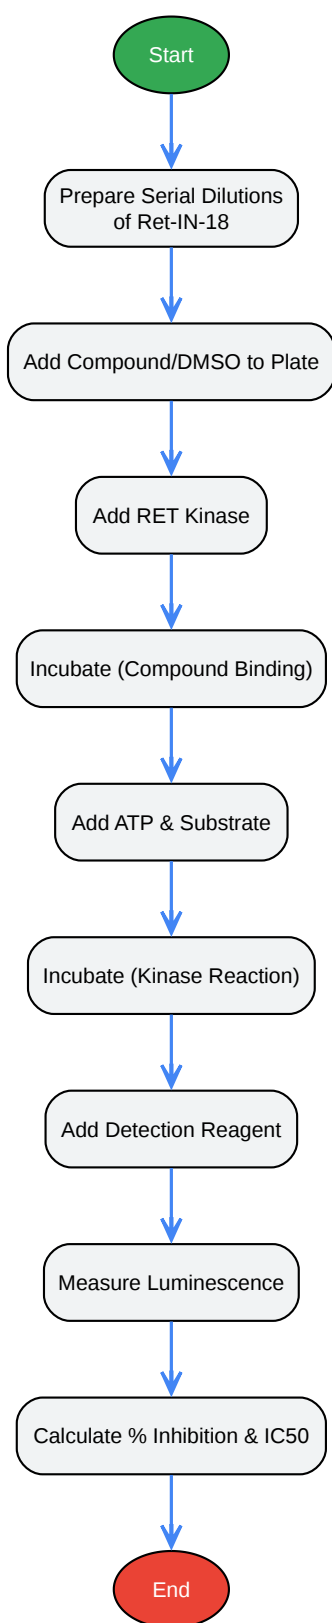 Start
Prepare Serial Dilutions
of Ret-IN-18
Add Compound/DMSO to Plate
Add RET Kinase
Incubate (Compound Binding)
Add ATP & Substrate
Incubate (Kinase Reaction)
Add Detection Reagent
Measure Luminescence
Calculate % Inhibition & IC50
End